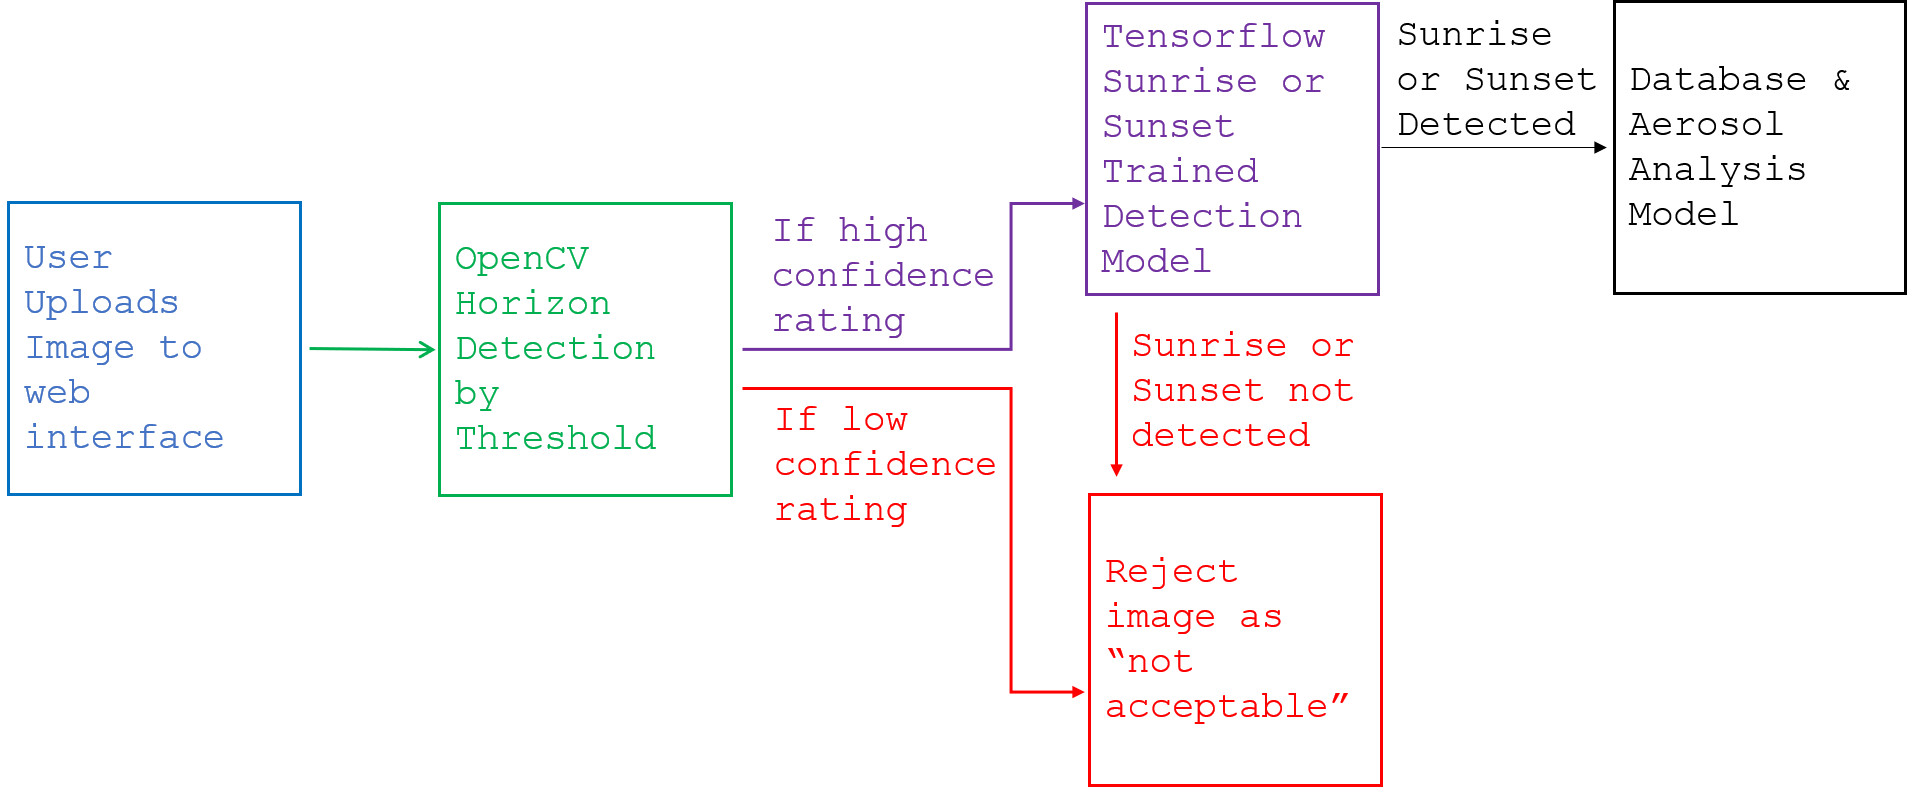 User
Uploads
Image to
web
interface
OpenCV
Horizon
Detection
by
Threshold
If high
confidence
rating
If low
confidence
rating
Tensorflow
Sunrise or
Sunset
Trained
Detection
Model
Sunrise or
Sunset not
detected
Reject
image as
“not
acceptable”
Sunrise
or Sunset
Detected
Database &
Aerosol
Analysis
Model